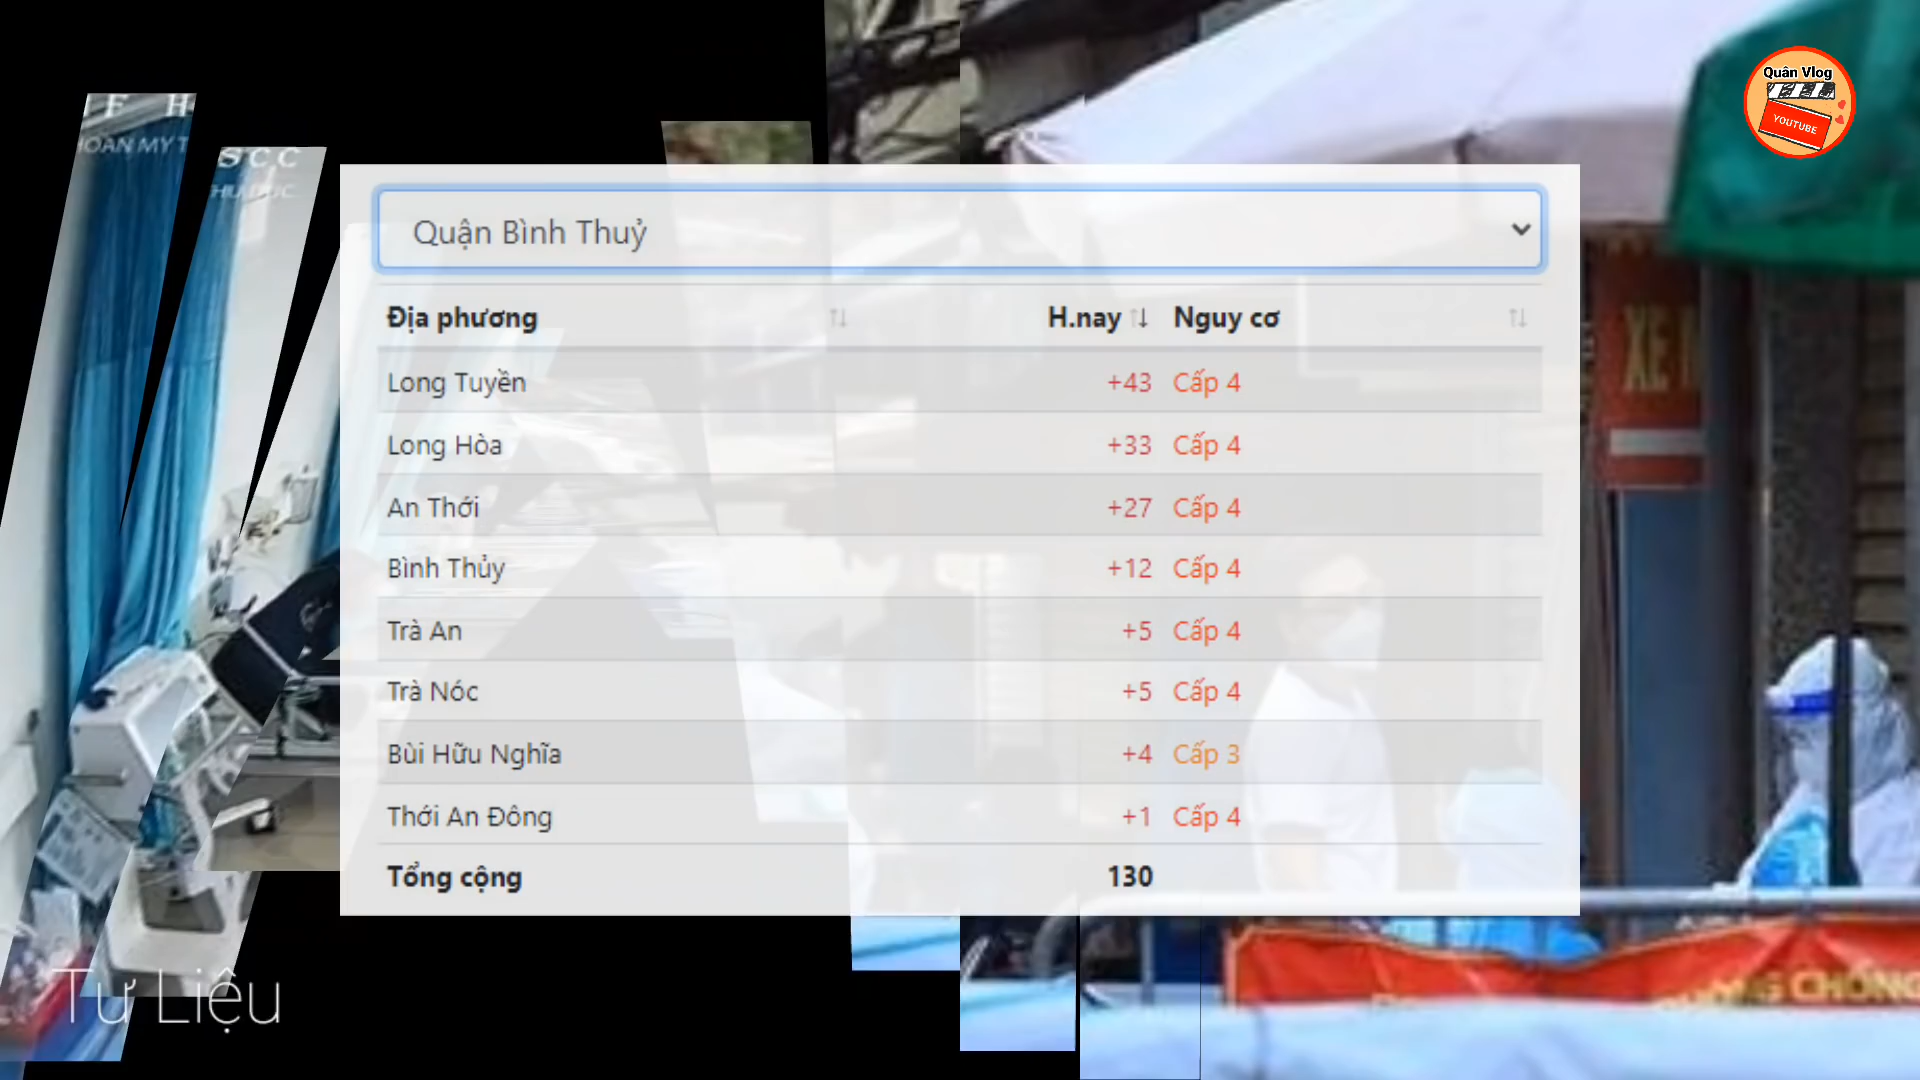 Quân Vlog
YOUTUBE
S C C
Quận Bình Thuỷ
Địa phương H.nay Nguy cơ
Long Tuyền +43 Cấp 4
Long Hòa +33 Cấp 4
An Thới +27 Cấp 4
Bình Thủy +12 Cấp 4
Trà An +5 Cấp 4
Trà Nóc +5 Cấp 4
Bùi Hữu Nghĩa +4 Cấp 3
Thới An Đông +1 Cấp 4
Tổng cộng 130
XE
CHỐNG
Tư Liệu